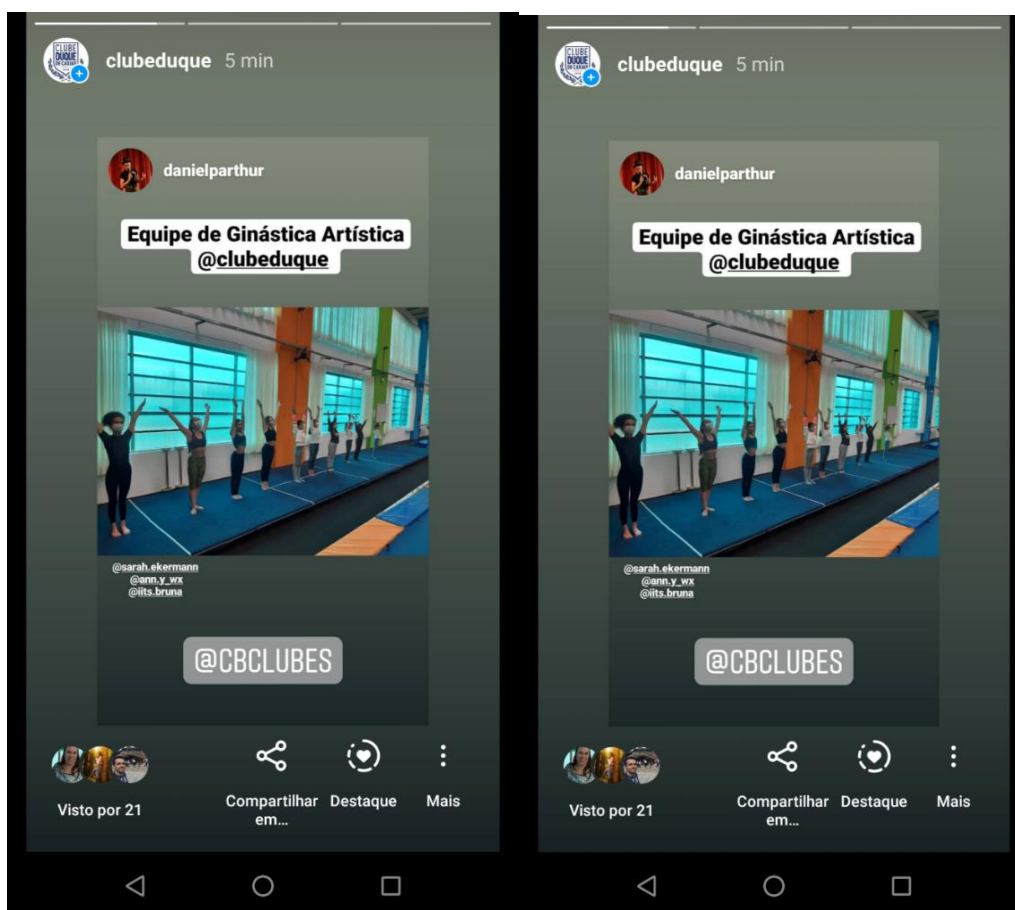 clubeduque 5 min
danielparthur
Equipe de Ginástica Artística
@clubeduque
@sarah.ekermann
@ann.y_wx
@iits.bruna
@CBCLUBES
Visto por 21
Compartilhar em...
Destaque
Mais
clubeduque 5 min
danielparthur
Equipe de Ginástica Artística
@clubeduque
@sarah.ekermann
@ann.y_wx
@iits.bruna
@CBCLUBES
Visto por 21
Compartilhar em...
Destaque
Mais